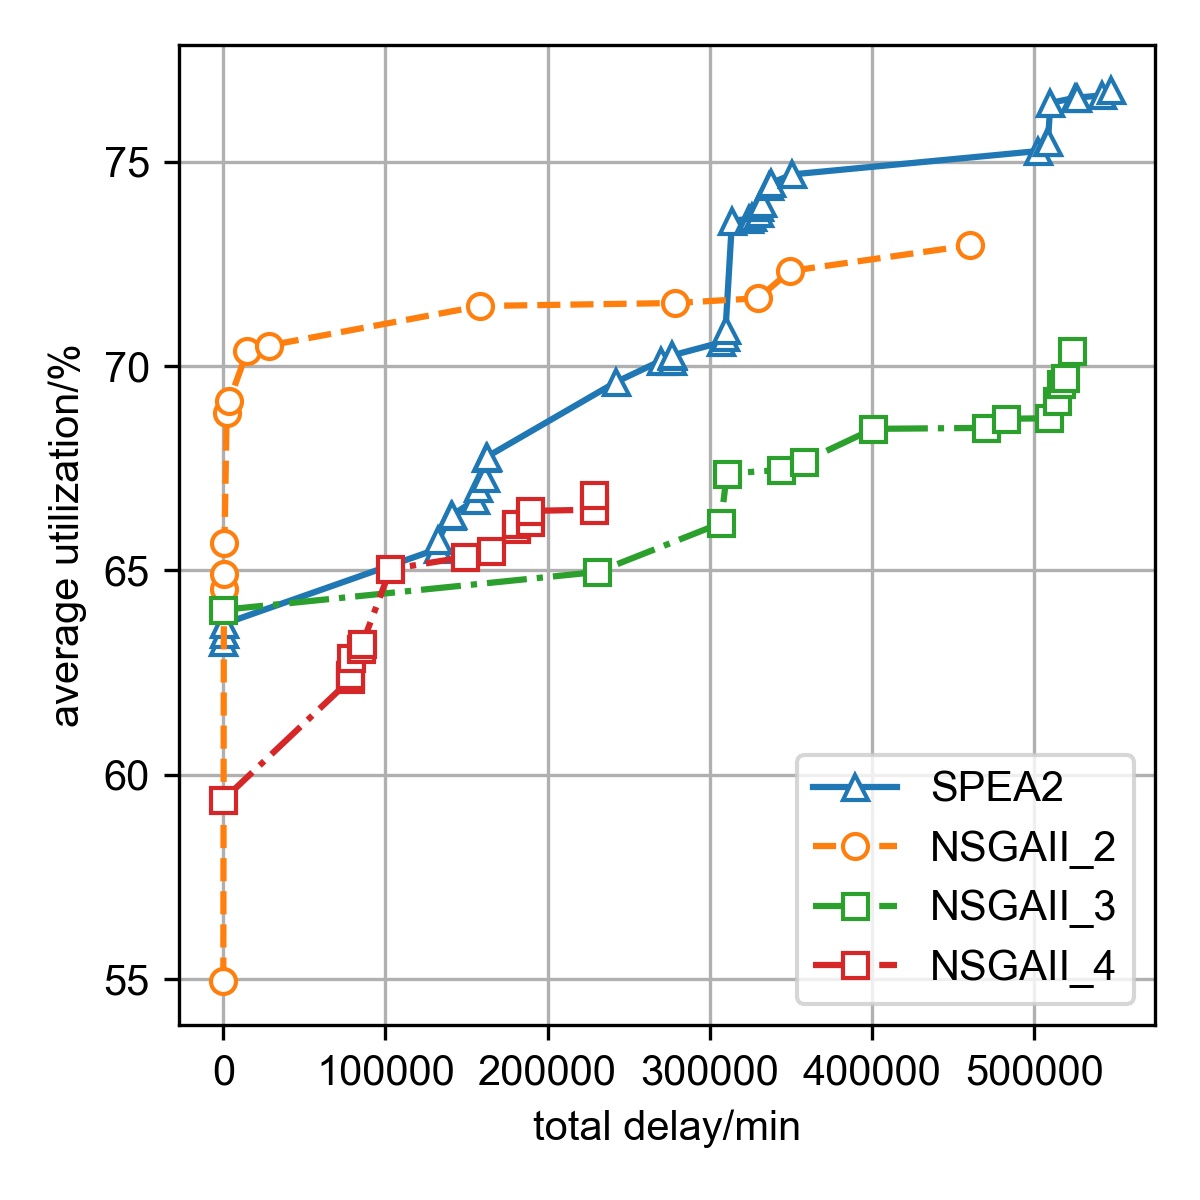 75
70
65
60
55
average utilization/%
0 100000 200000 300000 400000 500000
total delay/min
SPEA2
NSGAII_2
NSGAII_3
NSGAII_4